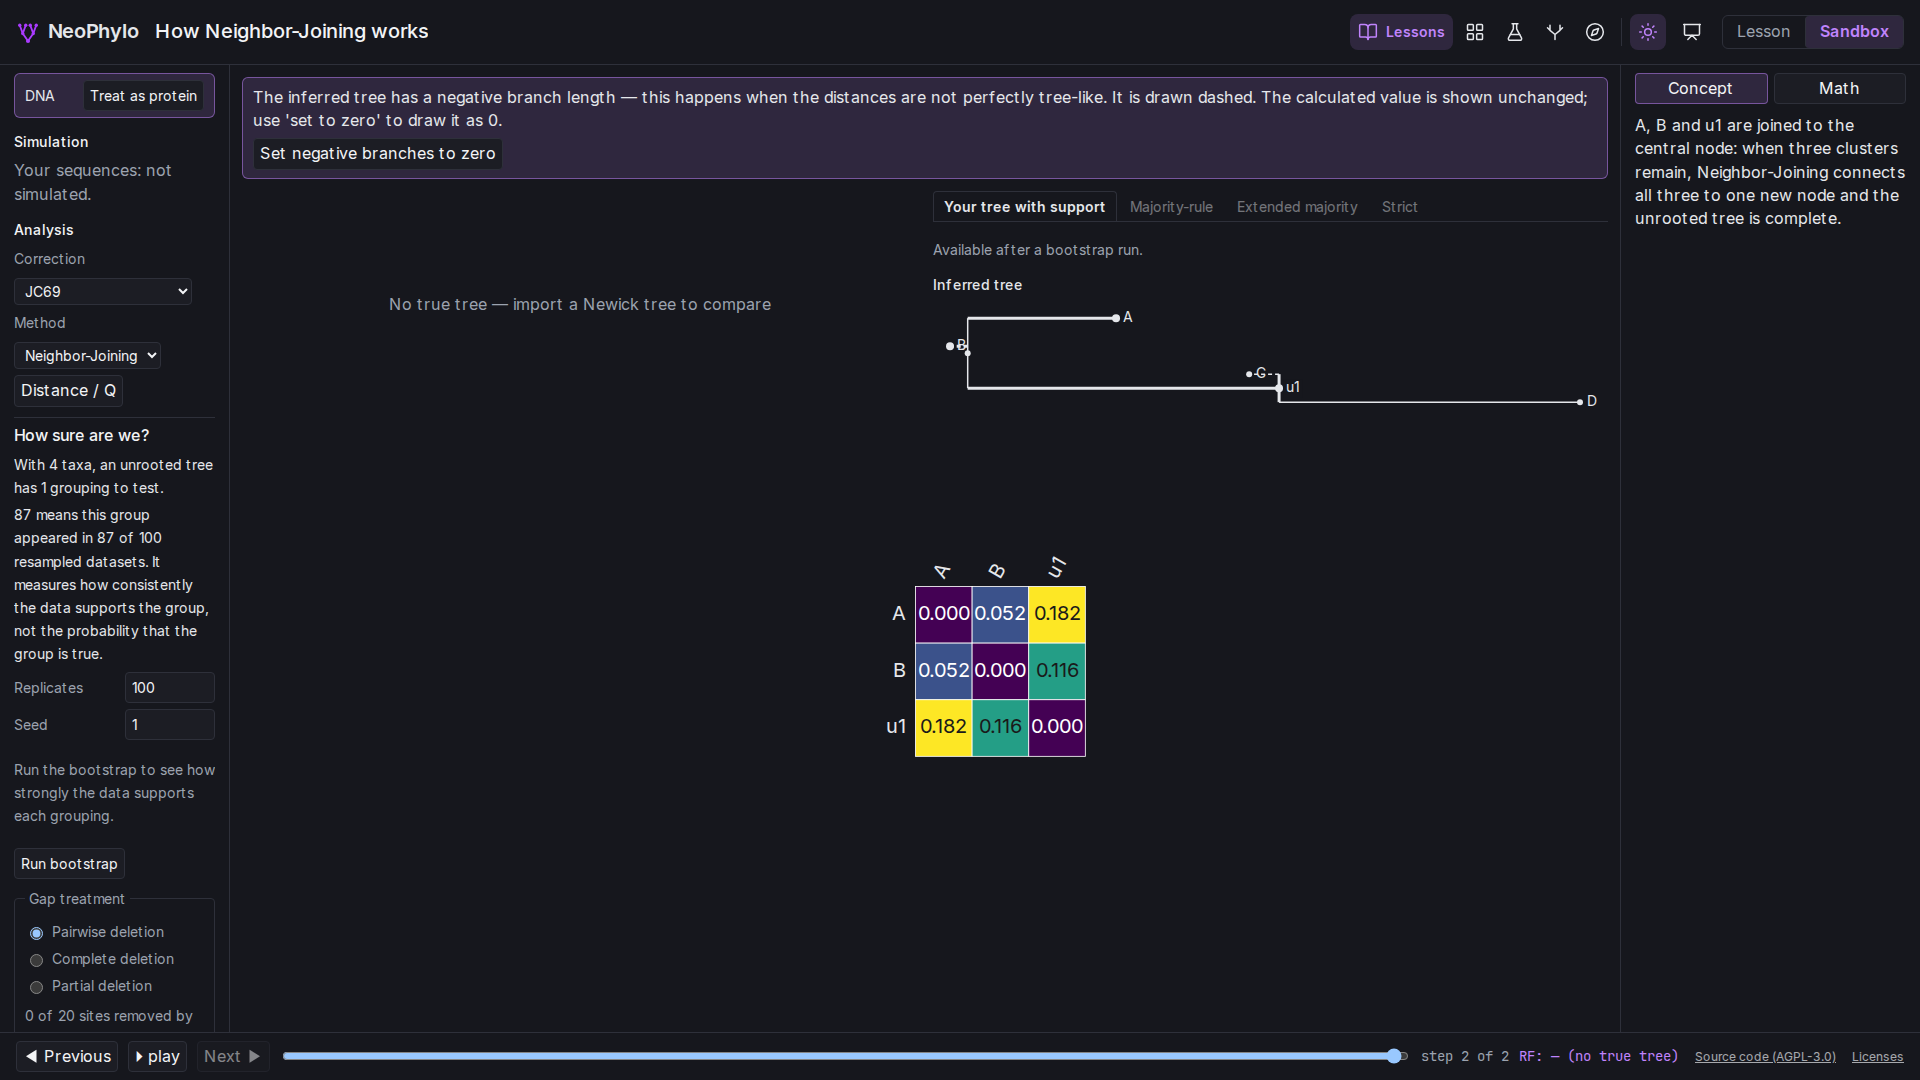 NeoPhylo How Neighbor-Joining works
Lessons
Lesson Sandbox
DNA Treat as protein
Simulation
Your sequences: not
simulated.
Analysis
Correction
JC69
Method
Neighbor-Joining
Distance / Q
How sure are we?
With 4 taxa, an unrooted tree
has 1 grouping to test.
87 means this group
appeared in 87 of 100
resampled datasets. It
measures how consistently
the data supports the group,
not the probability that the
group is true.
Replicates 100
Seed 1
Run the bootstrap to see how
strongly the data supports
each grouping.
Run bootstrap
Gap treatment
Pairwise deletion
Complete deletion
Partial deletion
0 of 20 sites removed by
The inferred tree has a negative branch length — this happens when the distances are not perfectly tree-like. It is drawn dashed. The calculated value is shown unchanged;
use 'set to zero' to draw it as 0.
Set negative branches to zero
No true tree — import a Newick tree to compare
Your tree with support Majority-rule Extended majority Strict
Available after a bootstrap run.
Inferred tree
A
B
C
u1
D
A B u1
A 0.000 0.052 0.182
B 0.052 0.000 0.116
u1 0.182 0.116 0.000
Concept Math
A, B and u1 are joined to the
central node: when three clusters
remain, Neighbor-Joining connects
all three to one new node and the
unrooted tree is complete.
Previous play Next step 2 of 2 RF: — (no true tree) Source code (AGPL-3.0) Licenses